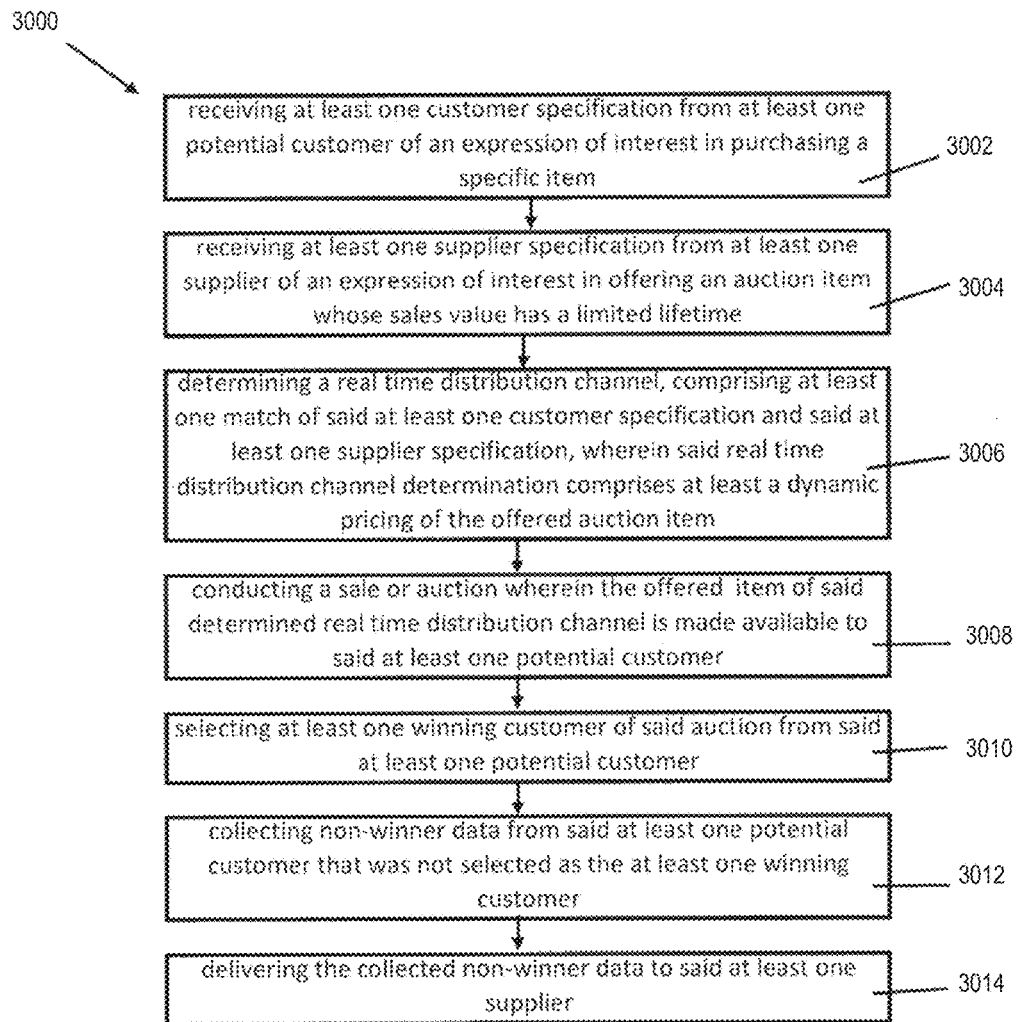 3000
receiving at least one customer specification from at least one
potential customer of an expression of interest in purchasing a
specific item
3002
receiving at least one supplier specification from at least one
supplier of an expression of interest in offering an auction item
whose sales value has a limited lifetime
3004
determining a real time distribution channel, comprising at least
one match of said at least one customer specification and said at
least one supplier specification, wherein said real time
distribution channel determination comprises at least a dynamic
pricing of the offered auction item
3006
conducting a sale or auction wherein the offered item of said
determined real time distribution channel is made available to
said at least one potential customer
3008
selecting at least one winning customer of said auction from said
at least one potential customer
3010
collecting non-winner data from said at least one potential
customer that was not selected as the at least one winning
customer
3012
delivering the collected non-winner data to said at least one
supplier
3014